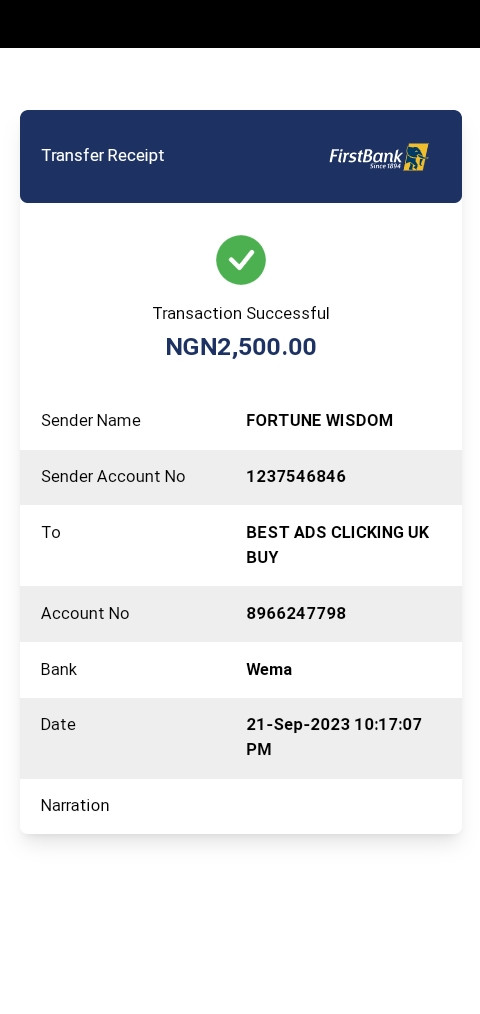 Transfer Receipt
FirstBank
Since 1894
Transaction Successful
NGN2,500.00
Sender Name FORTUNE WISDOM
Sender Account No 1237546846
To BEST ADS CLICKING UK
BUY
Account No 8966247798
Bank Wema
Date 21-Sep-2023 10:17:07
PM
Narration